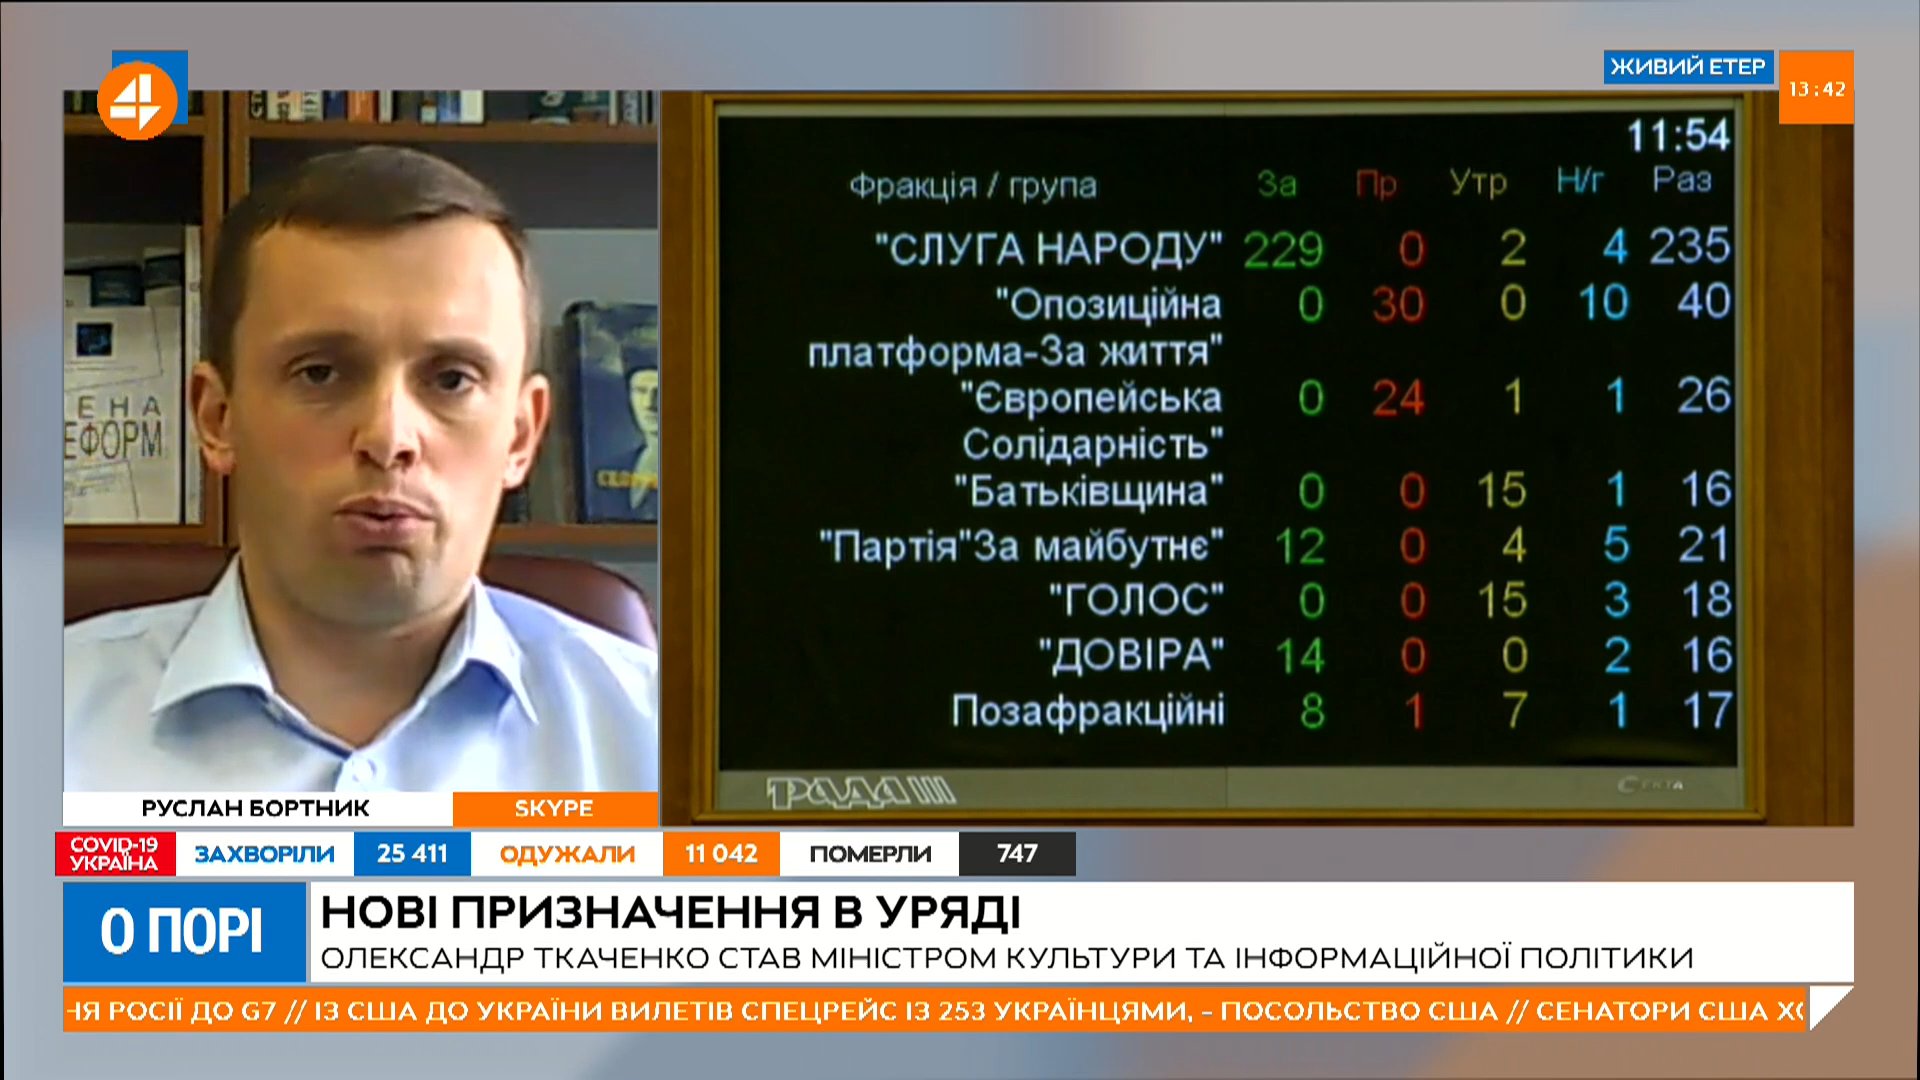 4
ЖИВИЙ ЕТЕР
13:42
ЕНА
ЕФОРМ
11:54
Фракція / група За Пр Утр Н/г Раз
"СЛУГА НАРОДУ" 229 0 2 4 235
"Опозиційна 0 30 0 10 40
платформа-За життя"
"Європейська 0 24 1 1 26
Солідарність"
"Батьківщина" 0 0 15 1 16
"Партія"За майбутнє" 12 0 4 5 21
"ГОЛОС" 0 0 15 3 18
"ДОВІРА" 14 0 0 2 16
Позафракційні 8 1 7 1 17
РАДА
РУСЛАН БОРТНИК
SKYPE
COVID-19
УКРАЇНА
ЗАХВОРІЛИ 25 411 ОДУЖАЛИ 11 042 ПОМЕРЛИ 747
О ПОРІ
НОВІ ПРИЗНАЧЕННЯ В УРЯДІ
ОЛЕКСАНДР ТКАЧЕНКО СТАВ МІНІСТРОМ КУЛЬТУРИ ТА ІНФОРМАЦІЙНОЇ ПОЛІТИКИ
НЯ РОСІЇ ДО G7 // ІЗ США ДО УКРАЇНИ ВИЛЕТІВ СПЕЦРЕЙС ІЗ 253 УКРАЇНЦЯМИ, - ПОСОЛЬСТВО США // СЕНАТОРИ США ХО